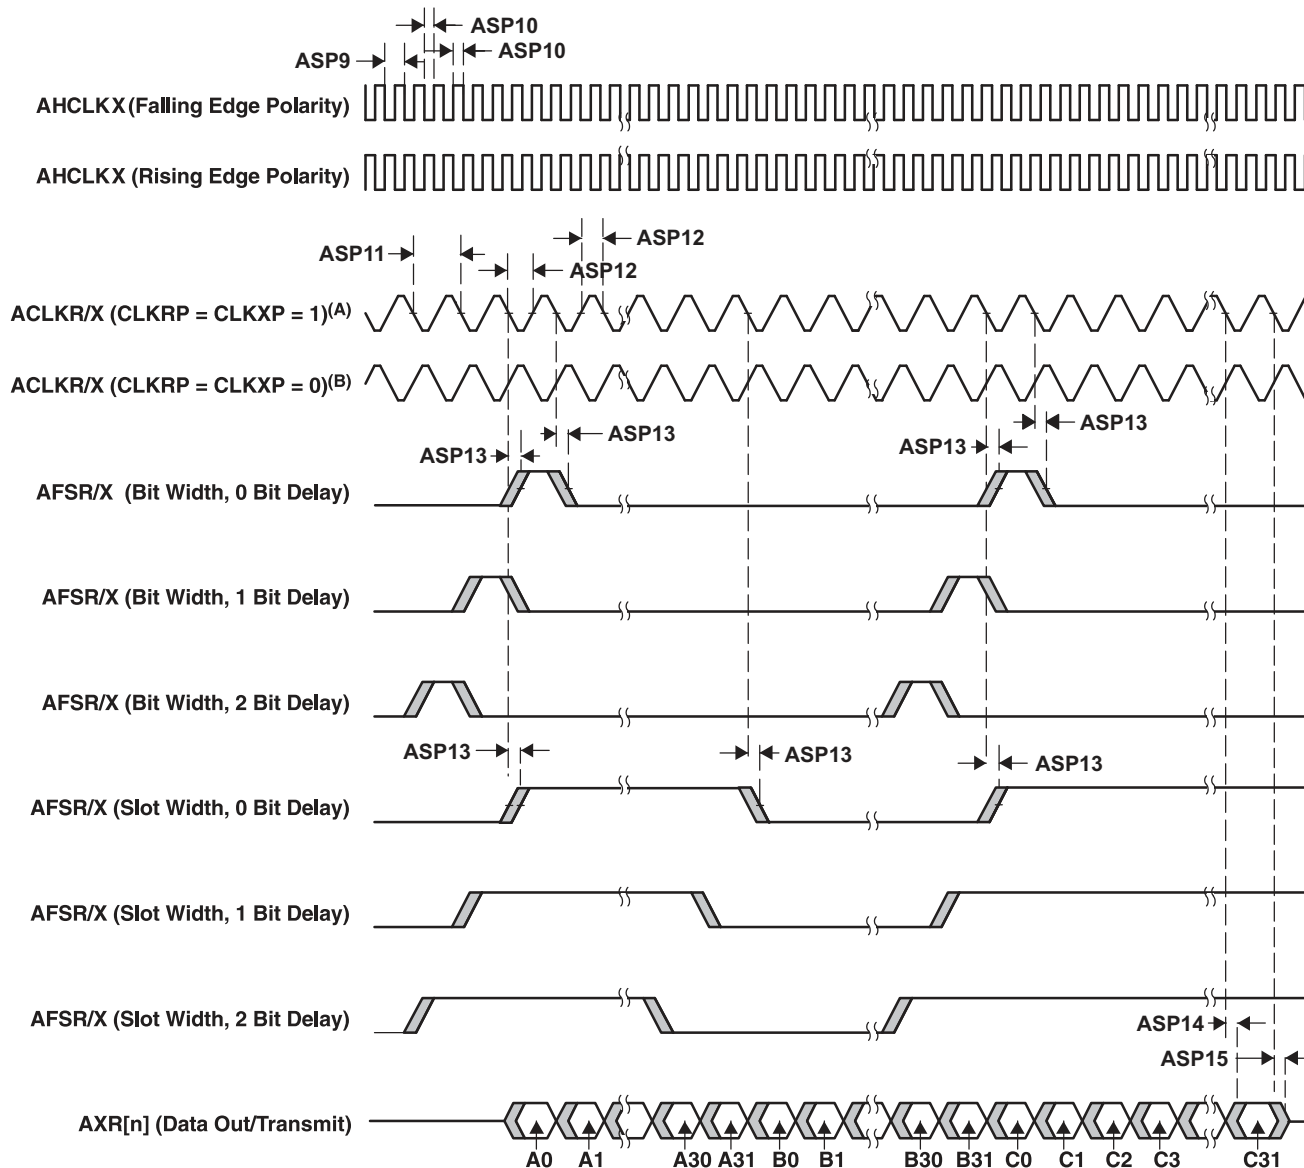 ASP10
ASP10
ASP9
AHCLKX (Falling Edge Polarity)
AHCLKX (Rising Edge Polarity)
ASP12
ASP11
ASP12
ACLKR/X (CLKRP = CLKXP = 1)(A)
ACLKR/X (CLKRP = CLKXP = 0)(B)
ASP13
ASP13
ASP13
ASP13
AFSR/X (Bit Width, 0 Bit Delay)
AFSR/X (Bit Width, 1 Bit Delay)
AFSR/X (Bit Width, 2 Bit Delay)
ASP13
ASP13
ASP13
AFSR/X (Slot Width, 0 Bit Delay)
AFSR/X (Slot Width, 1 Bit Delay)
AFSR/X (Slot Width, 2 Bit Delay)
ASP14
ASP15
AXR[n] (Data Out/Transmit)
A0 A1 A30 A31 B0 B1 B30 B31 C0 C1 C2 C3 C31